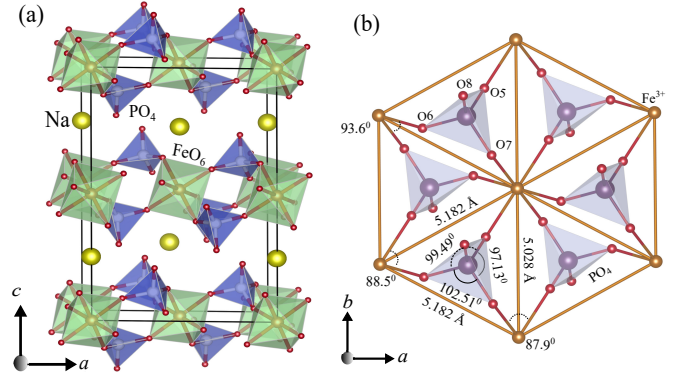 (a)
Na
PO4
FeO6
c
a
(b)
O8
O5
Fe3+
O6
93.6⁰
O7
5.182 Å
99.49⁰
97.13⁰
5.028 Å
102.51⁰
PO4
88.5⁰
5.182 Å
87.9⁰
b
a